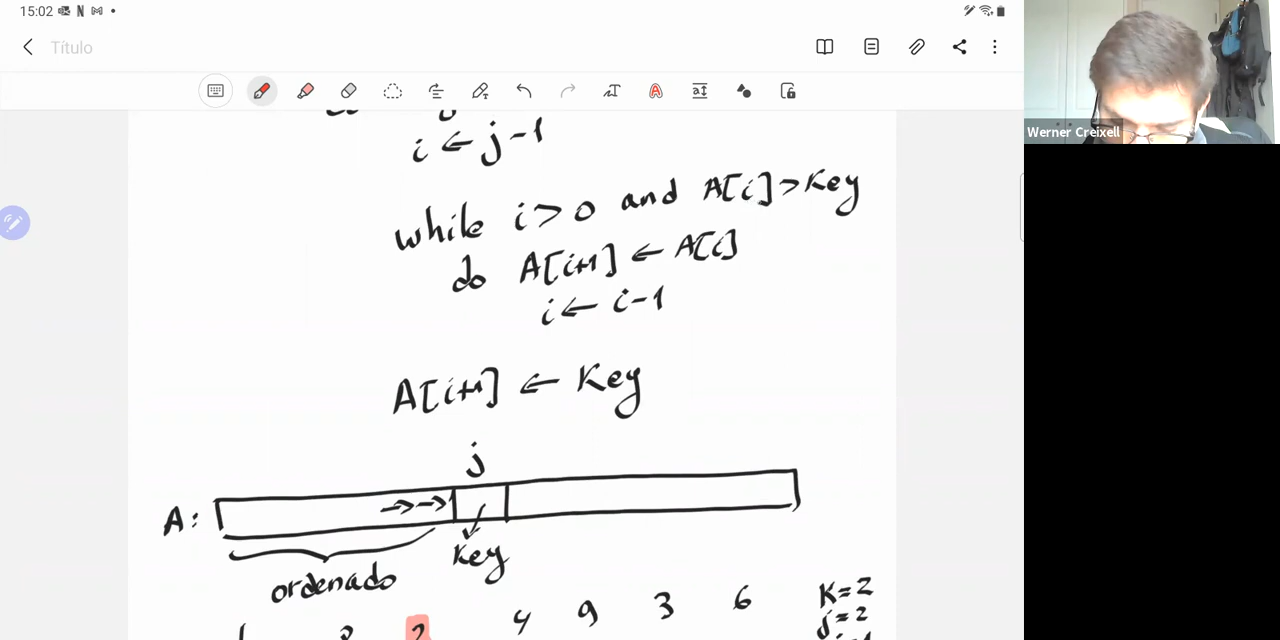 15:02
Título
i ← j-1
while i > 0 and A[i] > Key
do A[i+1] ← A[i]
i ← i-1
A[i+1] ← Key
j
A:
Key
ordenado
4 9 3 6
K=2
j=2
Werner Creixell